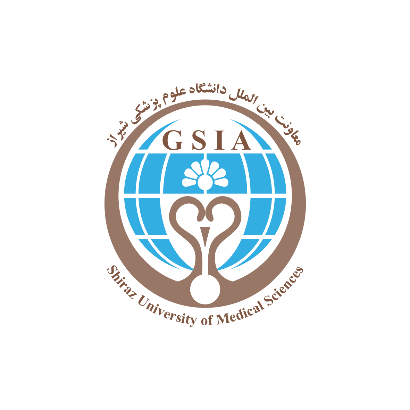 معاونت بین الملل دانشگاه علوم پزشکی شیراز
GSIA
Shiraz University of Medical Sciences